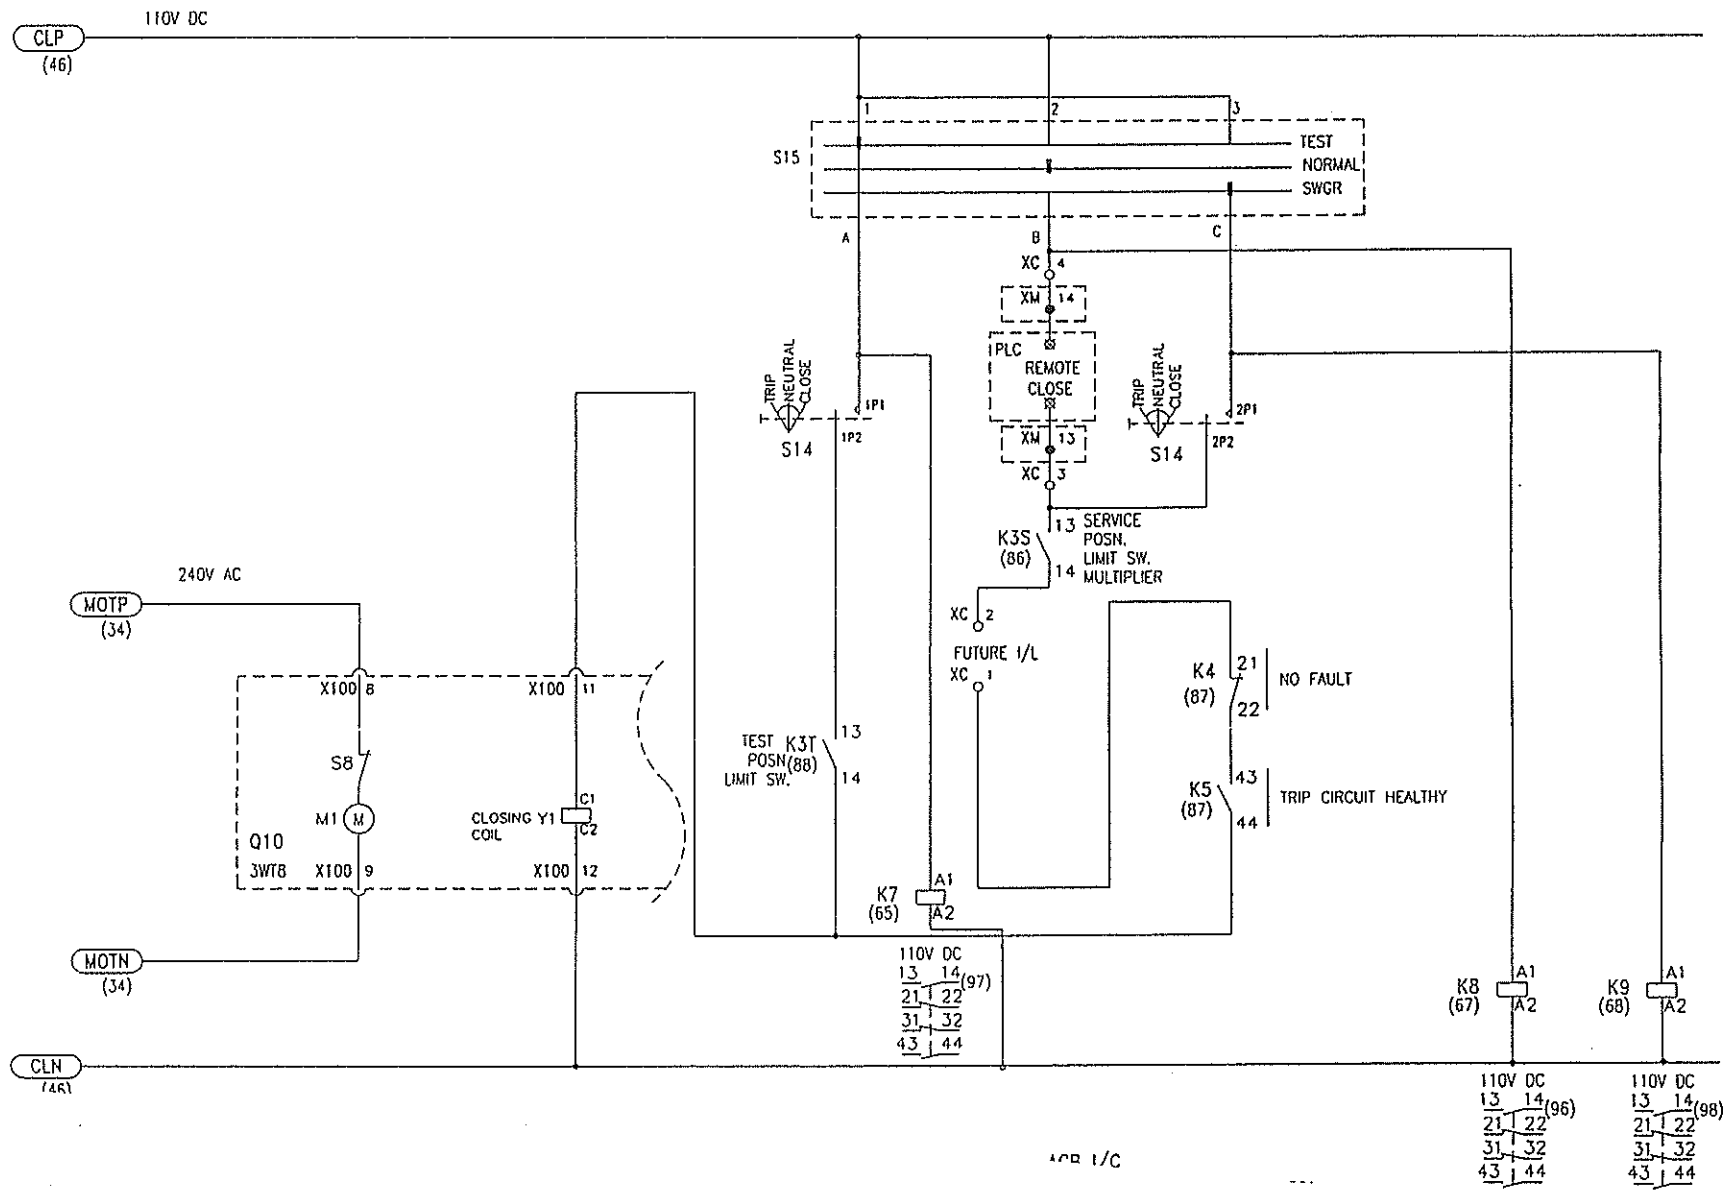 110V DC
CLP
(46)
1 2 3
S15
TEST
NORMAL
SWGR
A B C
XC 4
XM 14
PLC
REMOTE
CLOSE
XM 13
XC 3
TRIP
NEUTRAL
CLOSE
1P1
1P2
S14
TRIP
NEUTRAL
CLOSE
2P1
2P2
S14
K3S
(86)
13
14
SERVICE
POSN.
LIMIT SW.
MULTIPLIER
240V AC
MOTP
(34)
XC 2
FUTURE I/L
XC 1
K4
(87)
21
22
NO FAULT
X100 8
X100 11
S8
M1 M
Q10
3WT8
X100 9
CLOSING Y1
COIL
C1
C2
X100 12
TEST
POSN
LIMIT SW.
K3T
(88)
13
14
K5
(87)
43
44
TRIP CIRCUIT HEALTHY
K7
(65)
A1
A2
MOTN
(34)
110V DC
13 14 (97)
21 22
31 32
43 44
K8
(67)
A1
A2
K9
(68)
A1
A2
CLN
(46)
110V DC
13 14 (96)
21 22
31 32
43 44
110V DC
13 14 (98)
21 22
31 32
43 44
I/C